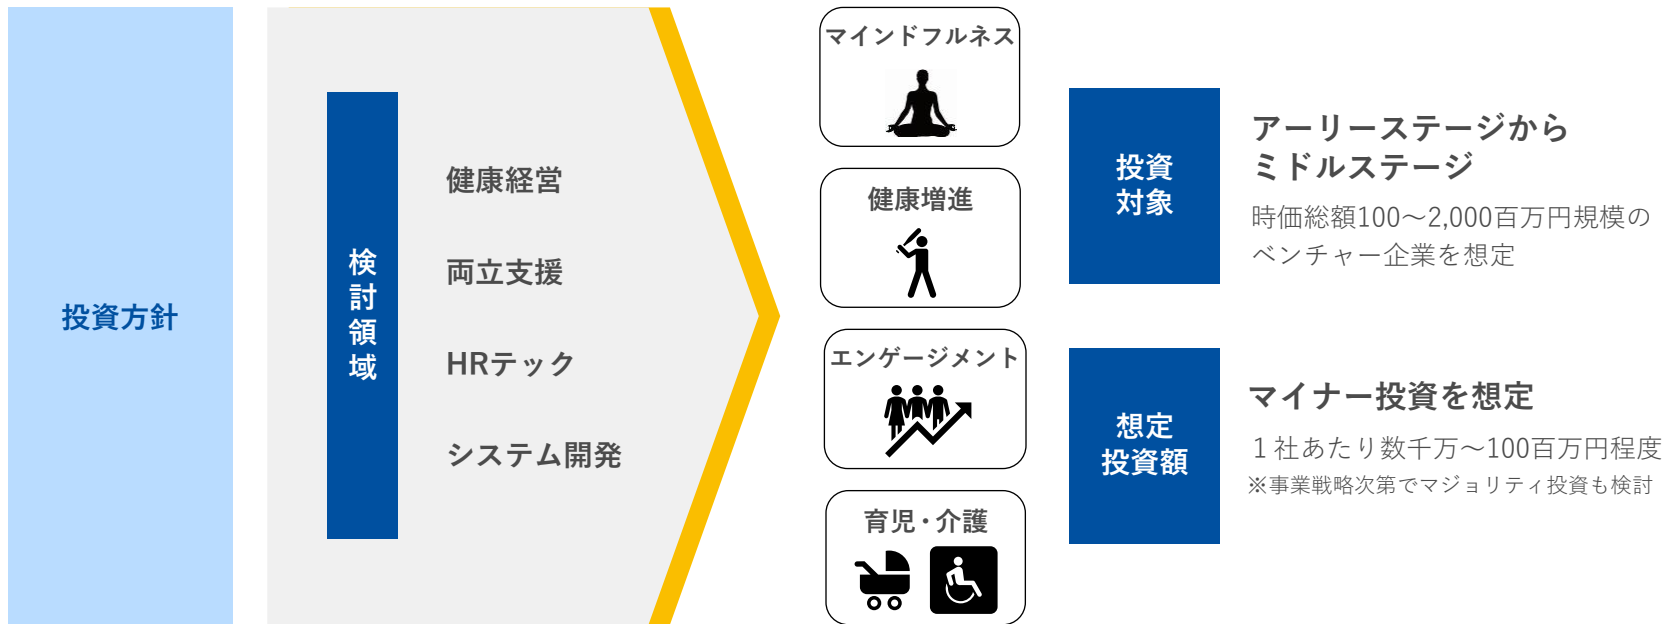 投資方針
検討領域
健康経営
両立支援
HRテック
システム開発
マインドフルネス
健康増進
エンゲージメント
育児・介護
投資
対象
アーリーステージから
ミドルステージ
時価総額100〜2,000百万円規模の
ベンチャー企業を想定
想定
投資額
マイナー投資を想定
１社あたり数千万〜100百万円程度
※事業戦略次第でマジョリティ投資も検討